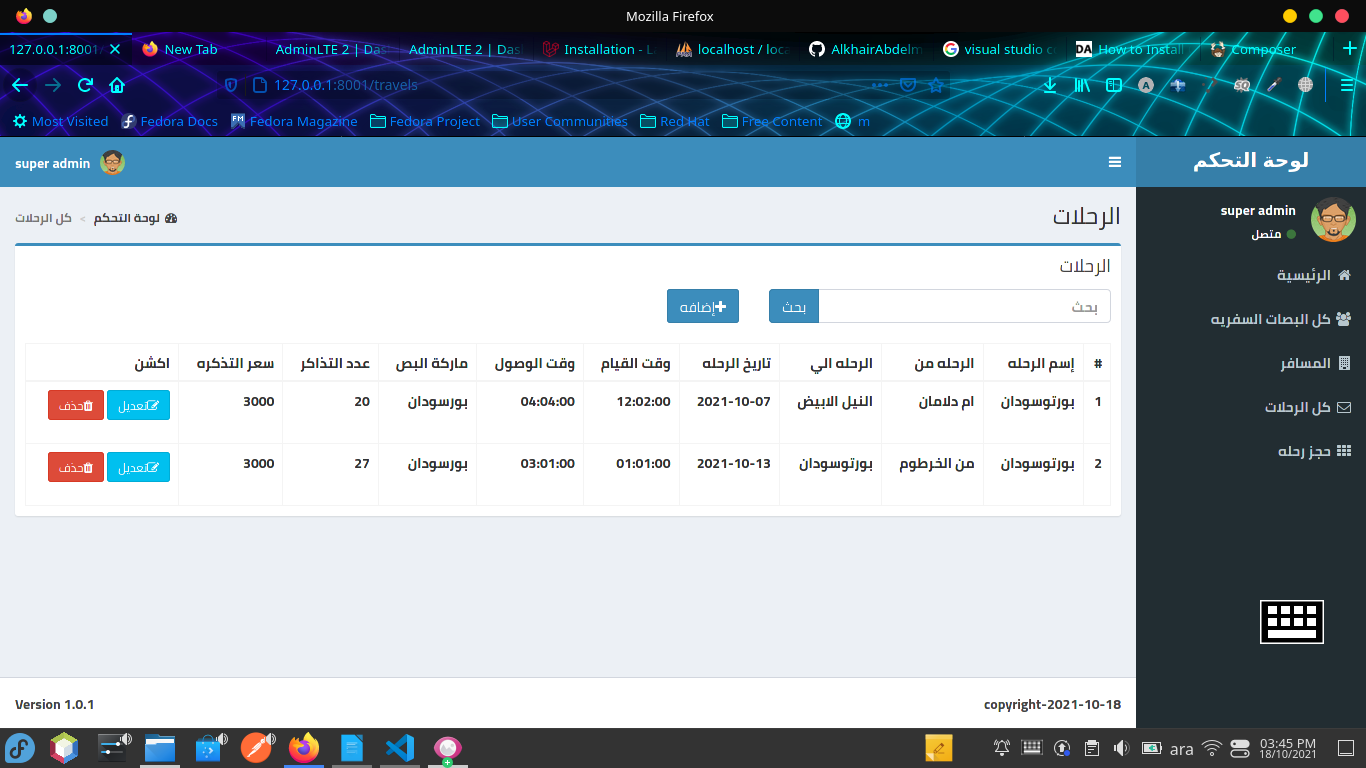 Mozilla Firefox
127.0.0.1:8001/
New Tab
AdminLTE 2 | Das
AdminLTE 2 | Das
Installation - L
localhost / loca
AlkhairAbdelm
visual studio co
DA How to Install
Composer
127.0.0.1:8001/travels
Most Visited
Fedora Docs
FM Fedora Magazine
Fedora Project
User Communities
Red Hat
Free Content
m
لوحة التحكم
super admin
super admin
متصل
الرئيسية
كل البصات السفريه
المسافر
كل الرحلات
حجز رحله
الرحلات
لوحة التحكم > كل الرحلات
الرحلات
بحث
بحث
إضافه
# إسم الرحله الرحله من الرحله الي تاريخ الرحله وقت القيام وقت الوصول ماركة البص عدد التذاكر سعر التذكره اكشن
1 بورتوسودان ام دلامان النيل الابيض 2021-10-07 12:02:00 04:04:00 بورسودان 20 3000 تعديل حذف
2 بورتوسودان من الخرطوم بورتوسودان 2021-10-13 01:01:00 03:01:00 بورسودان 27 3000 تعديل حذف
copyright-2021-10-18
Version 1.0.1
ara
03:45 PM
18/10/2021